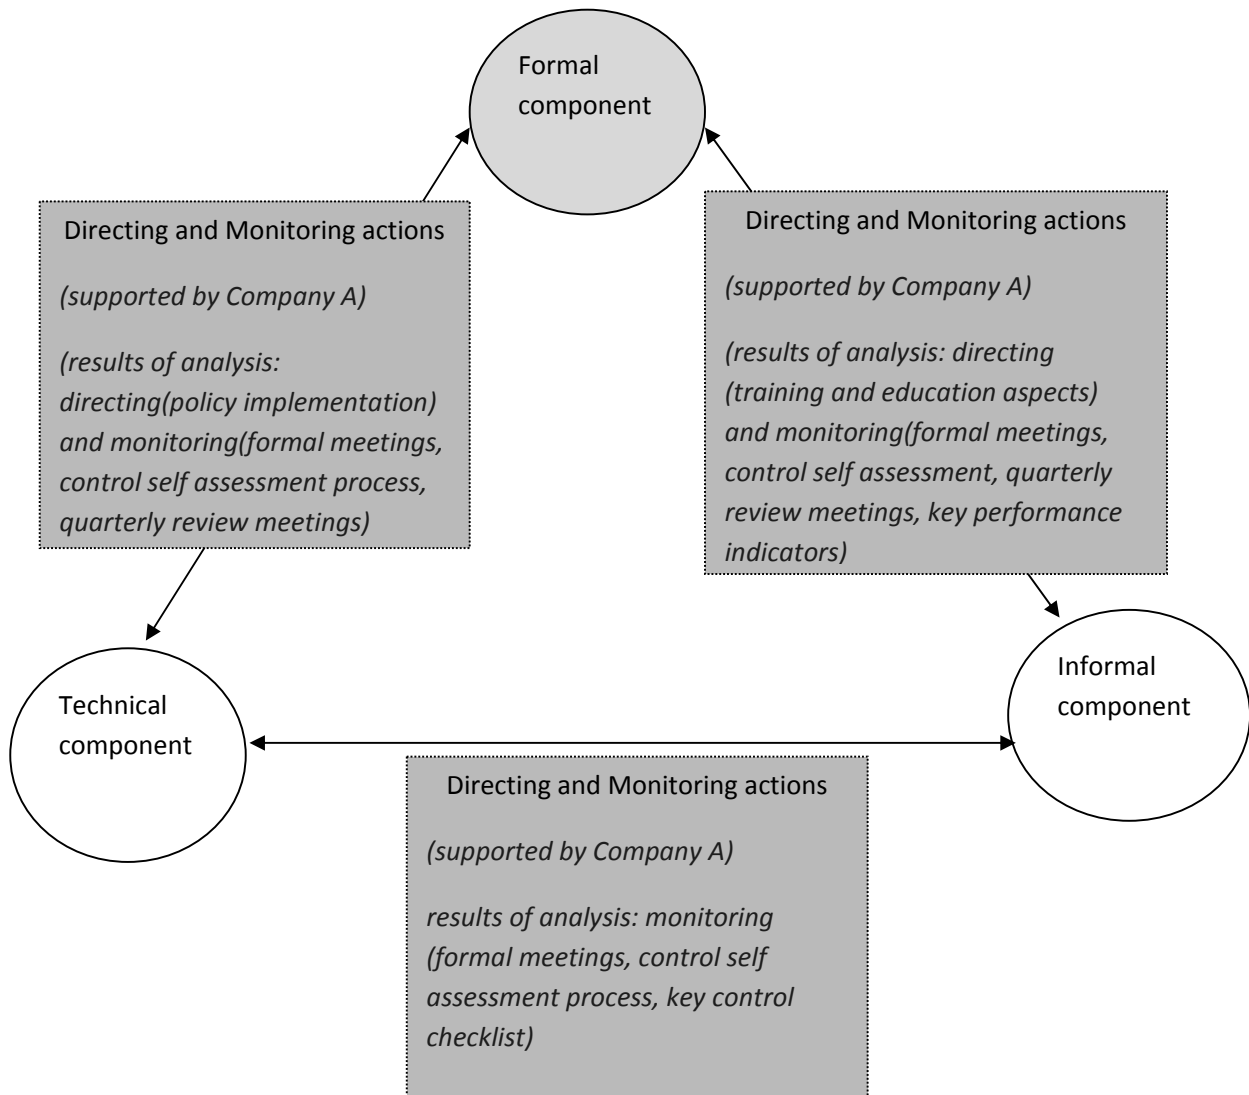 Formal
component
Directing and Monitoring actions
(supported by Company A)
(results of analysis:
directing(policy implementation)
and monitoring(formal meetings,
control self assessment process,
quarterly review meetings)
Directing and Monitoring actions
(supported by Company A)
(results of analysis: directing
(training and education aspects)
and monitoring(formal meetings,
control self assessment, quarterly
review meetings, key performance
indicators)
Technical
component
Informal
component
Directing and Monitoring actions
(supported by Company A)
results of analysis: monitoring
(formal meetings, control self
assessment process, key control
checklist)